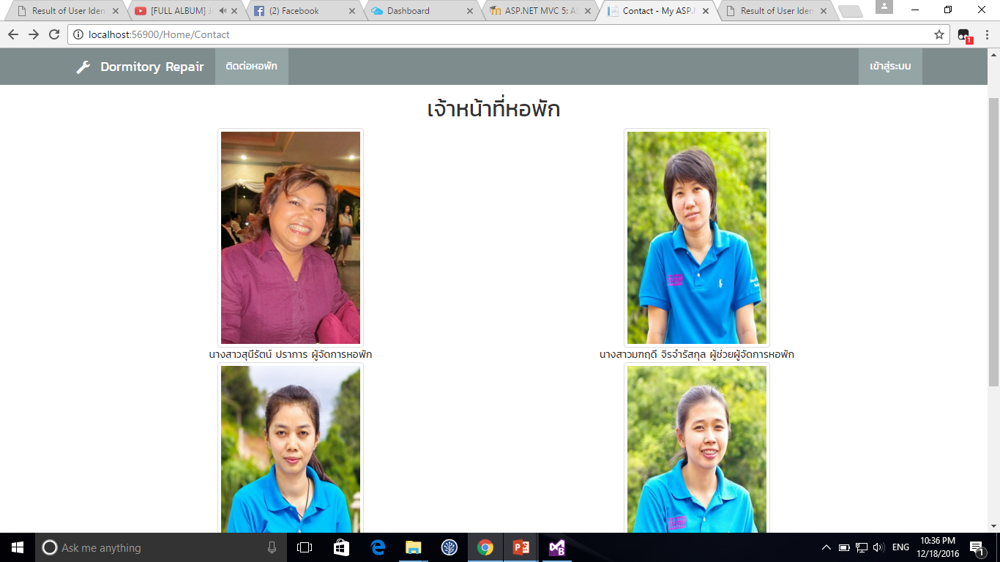 Result of User Iden
[FULL ALBUM] J
(2) Facebook
Dashboard
ASP.NET MVC 5: A
Contact - My ASP.N
Result of User Iden
localhost:56900/Home/Contact
1
Dormitory Repair
ติดต่อหอพัก
เข้าสู่ระบบ
เจ้าหน้าที่หอพัก
นางสาวสุนีรัตน์ ปราการ ผู้จัดการหอพัก
นางสาวมฑฤดี จิรจำรัสกุล ผู้ช่วยผู้จัดการหอพัก
Ask me anything
ENG
10:36 PM
12/18/2016
1